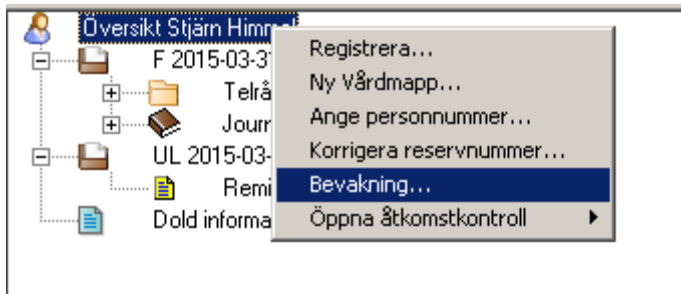 Översikt Stjärn Himmel
F 2015-03-3
Telrå
Jour
UL 2015-03-
Remi
Dold informa
Registrera...
Ny Vårdmapp...
Ange personnummer...
Korrigera reservnummer...
Bevakning...
Öppna åtkomstkontroll